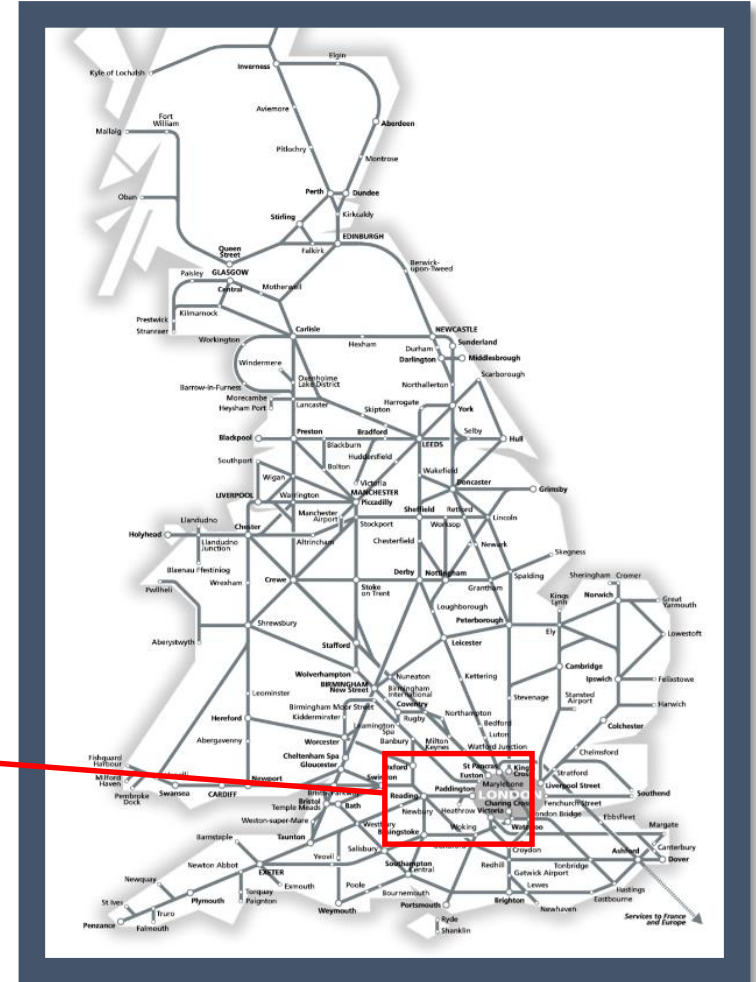 Elgin
Inverness
Kyle of Lochalsh
Aviemore
Fort
William
Aberdeen
Mallaig
Pitlochry
Montrose
Perth
Dundee
Oban
Stirling
Kirkcaldy
EDINBURGH
Queen
Street
Falkirk
Berwick-
upon-Tweed
Paisley
GLASGOW
Central
Motherwell
Prestwick
Kilmarnock
Stranraer
Carlisle
NEWCASTLE
Workington
Hexham
Sunderland
Durham
Darlington
Middlesbrough
Windermere
Scarborough
Oxenholme
Lake District
Barrow-in-Furness
Northallerton
Morecambe
Lancaster
Harrogate
York
Heysham Port
Skipton
Blackpool
Preston
Bradford
Selby
Hull
Blackburn
LEEDS
Southport
Huddersfield
Bolton
Wakefield
Wigan
Victoria
Doncaster
MANCHESTER
Grimsby
LIVERPOOL
Warrington
Piccadilly
Sheffield
Retford
Llandudno
Manchester
Airport
Stockport
Worksop
Lincoln
Holyhead
Chester
Llandudno
Junction
Altrincham
Chesterfield
Newark
Skegness
Blaenau Ffestiniog
Wrexham
Crewe
Stoke
on Trent
Derby
Nottingham
Grantham
Spalding
Sheringham
Cromer
Pwllheli
Kings
Lynn
Norwich
Great
Yarmouth
Loughborough
Shrewsbury
Peterborough
Ely
Lowestoft
Aberystwyth
Stafford
Leicester
Wolverhampton
Cambridge
BIRMINGHAM
New Street
Nuneaton
Kettering
Ipswich
Felixstowe
Leominster
Birmingham
International
Stevenage
Stansted
Airport
Harwich
Birmingham Moor Street
Coventry
Hereford
Kidderminster
Rugby
Northampton
Colchester
Leamington
Spa
Bedford
Abergavenny
Worcester
Banbury
Milton
Keynes
Luton
Watford Junction
Chelmsford
Fishguard
Harbour
Cheltenham Spa
Gloucester
St Pancras
Euston
Stratford
Milford
Haven
Newport
Marylebone
Liverpool Street
Pembroke
Dock
Swansea
CARDIFF
Reading
Paddington
LONDON
Southend
Bristol
Temple Meads
Bath
Newbury
Heathrow
Victoria
Charing Cross
Fenchurch Street
London Bridge
Ebbsfleet
Weston-super-Mare
Westbury
Woking
Waterloo
Margate
Barnstaple
Taunton
Salisbury
Croydon
Canterbury
Ashford
Dover
Yeovil
Redhill
Tonbridge
Newton Abbot
EXETER
Southampton
Central
Gatwick Airport
Newquay
Exmouth
Poole
Lewes
Hastings
Torquay
Bournemouth
Eastbourne
St Ives
Plymouth
Paignton
Weymouth
Portsmouth
Brighton
Newhaven
Truro
Penzance
Falmouth
Ryde
Shanklin
Services to France
and Europe